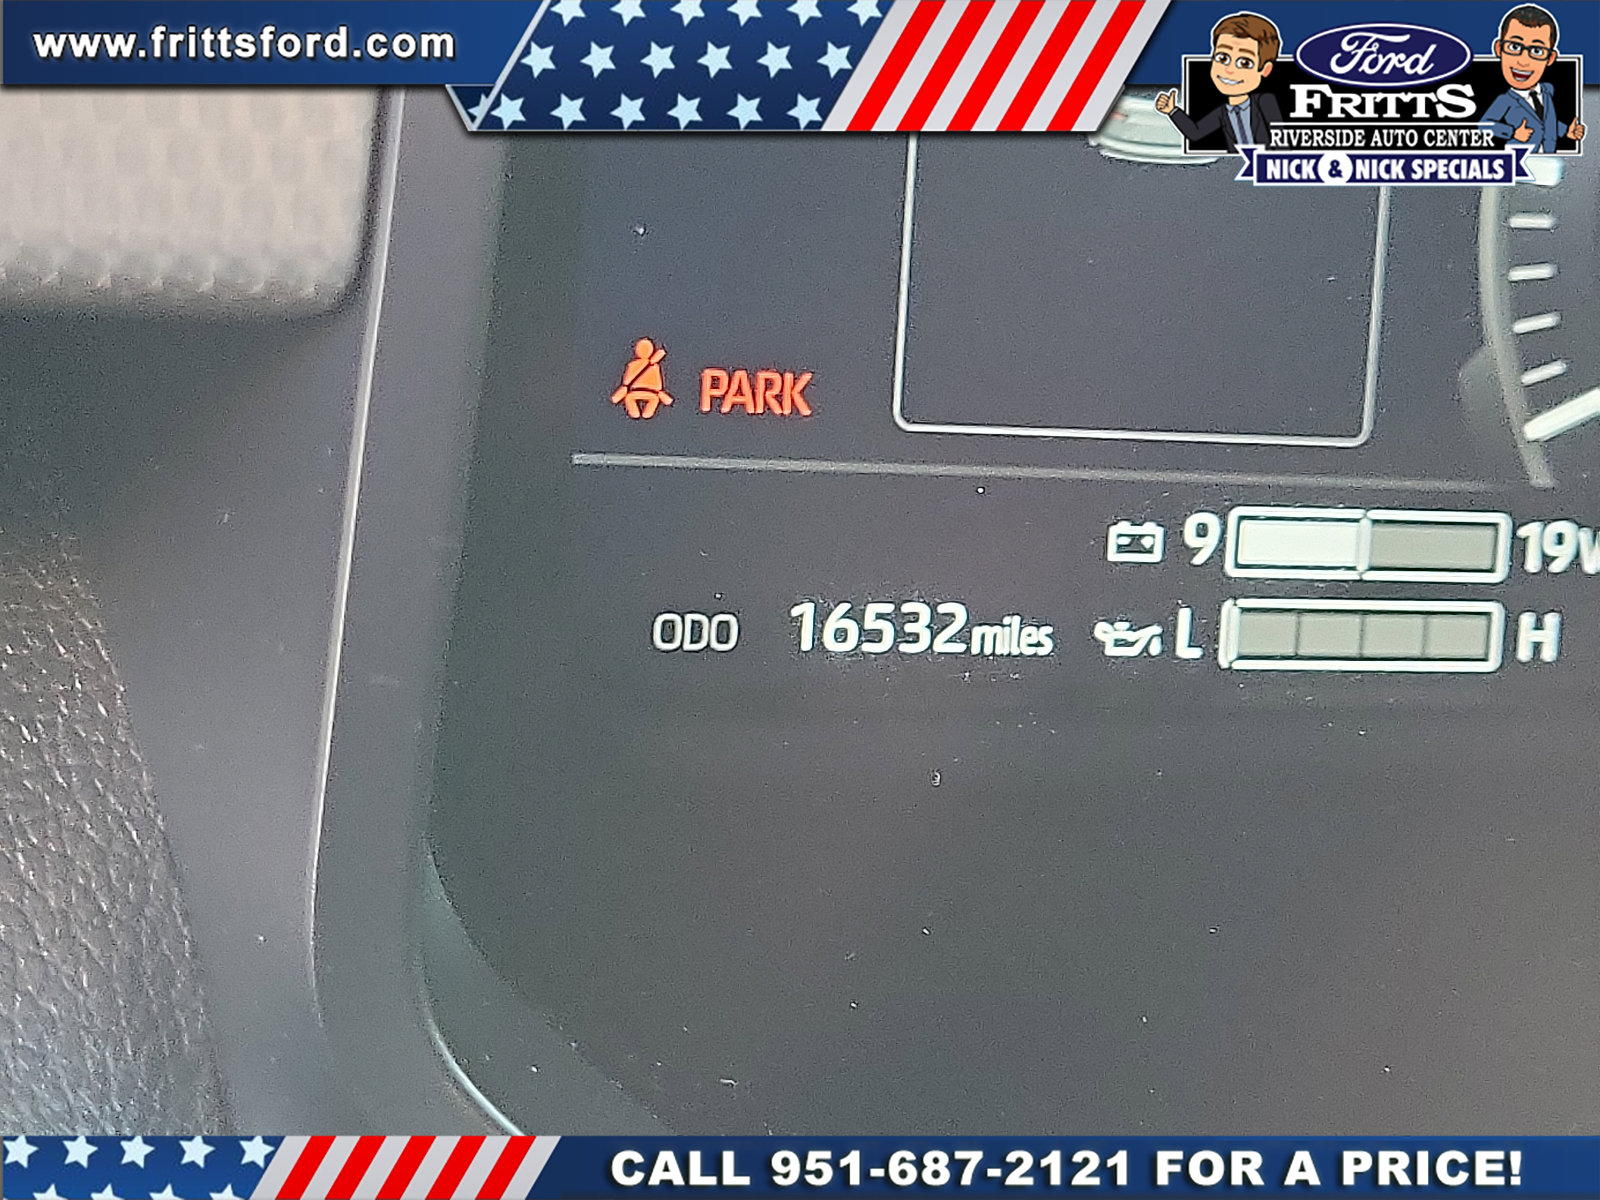 www.frittsford.com
Ford
FRITTS
RIVERSIDE AUTO CENTER
NICK & NICK SPECIALS
PARK
9 19V
ODO 16532miles L H
CALL 951-687-2121 FOR A PRICE!